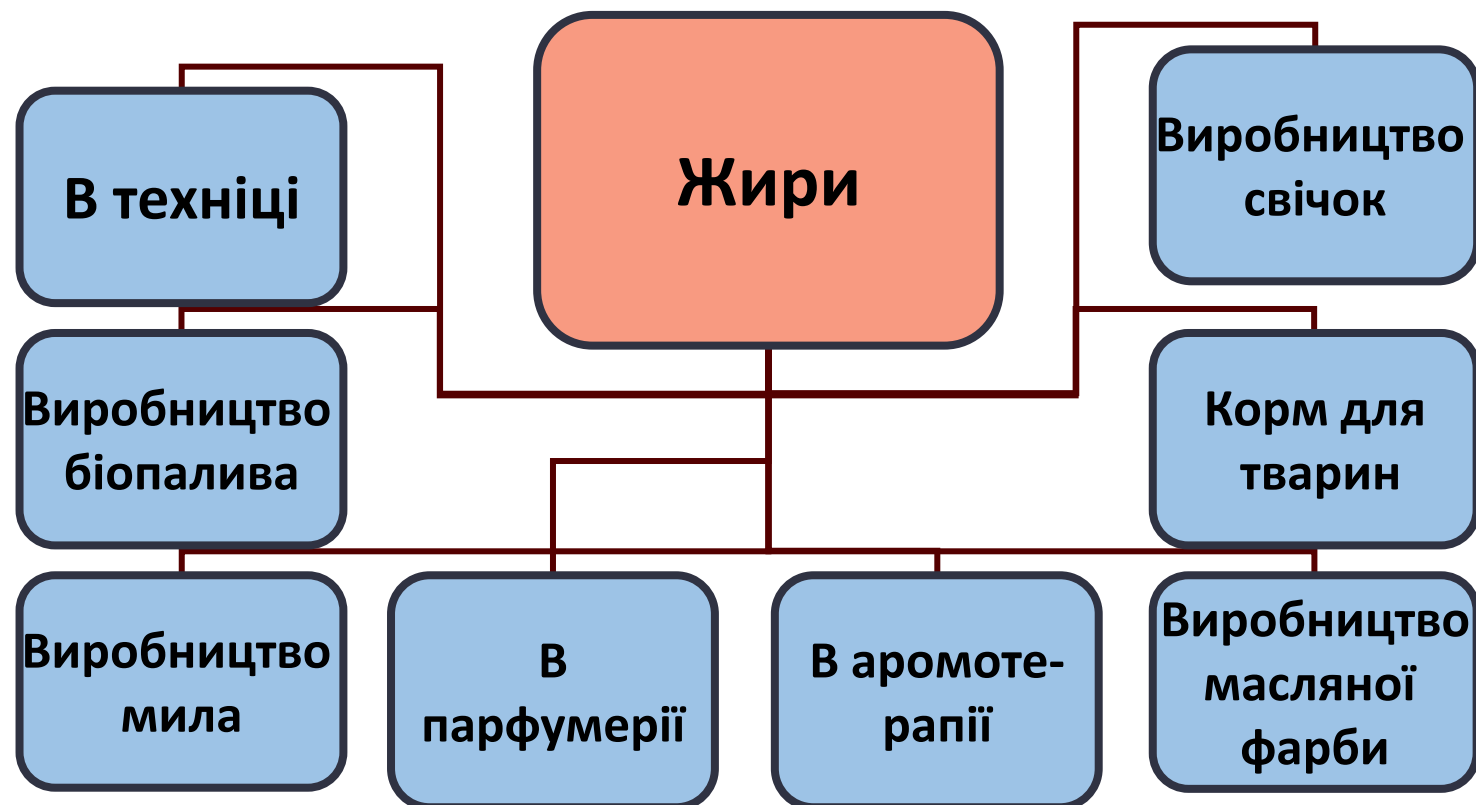 Жири
В техніці
Виробництво
свічок
Виробництво
біопалива
Корм для
тварин
Виробництво
мила
В
парфумерії
В аромоте-
рапії
Виробництво
масляної
фарби